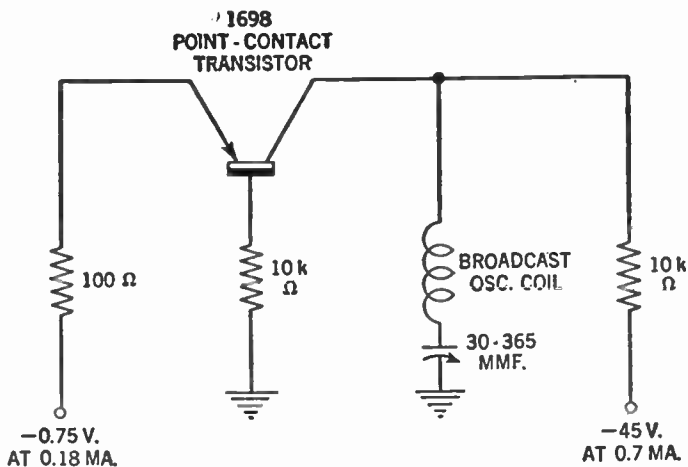 1698
POINT-CONTACT
TRANSISTOR
100 Ω
10 k
Ω
BROADCAST
OSC. COIL
10 k
Ω
30-365
MMF.
−0.75 V.
AT 0.18 MA.
−45 V.
AT 0.7 MA.